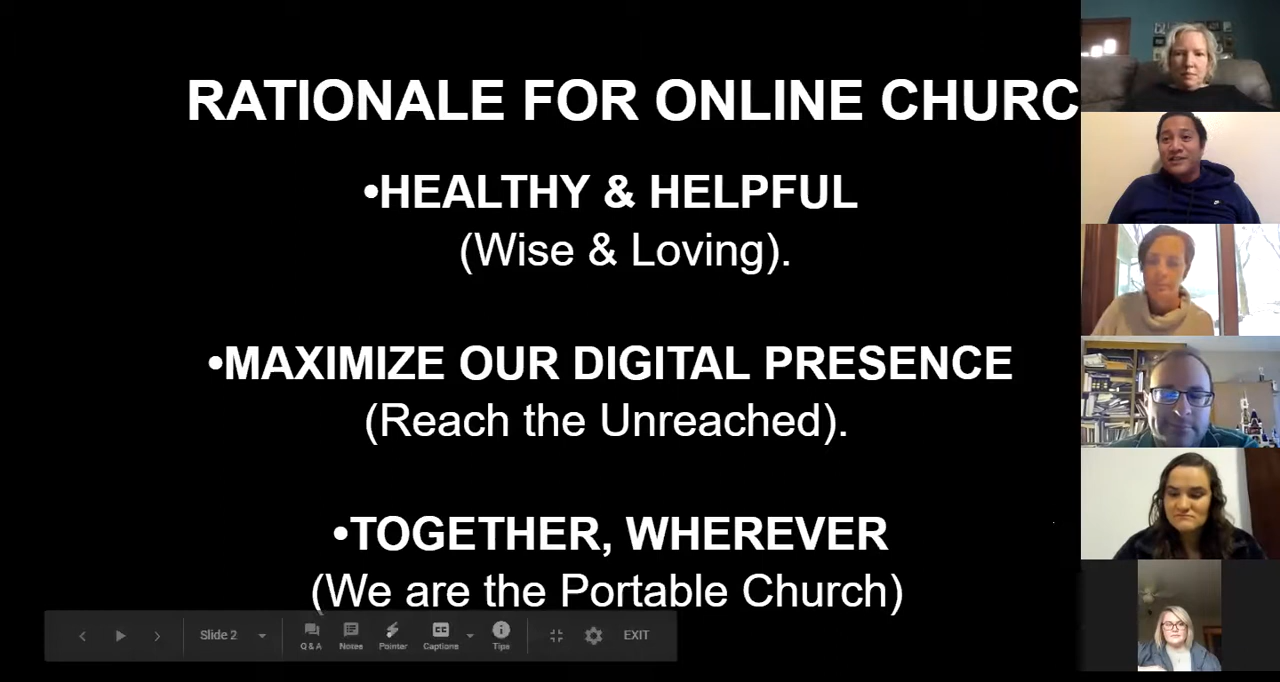 RATIONALE FOR ONLINE CHURC
•HEALTHY & HELPFUL
(Wise & Loving).
•MAXIMIZE OUR DIGITAL PRESENCE
(Reach the Unreached).
•TOGETHER, WHEREVER
(We are the Portable Church)
Slide 2
Q & A
Notes
Pointer
CC
Captions
Tips
EXIT